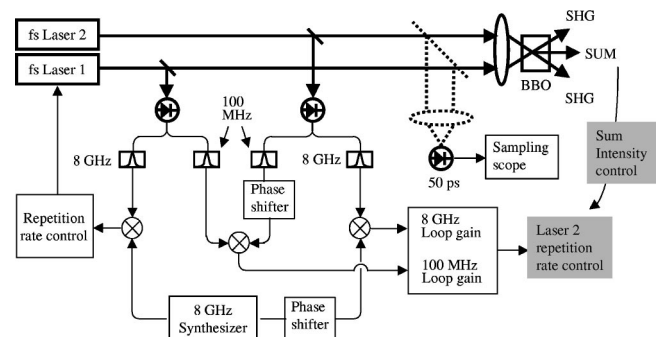 fs Laser 2
fs Laser 1
SHG
SUM
SHG
BBO
100
MHz
8 GHz
8 GHz
50 ps
Sampling
scope
Sum
Intensity
control
Phase
shifter
Repetition
rate control
8 GHz
Loop gain
100 MHz
Loop gain
Laser 2
repetition
rate control
8 GHz
Synthesizer
Phase
shifter